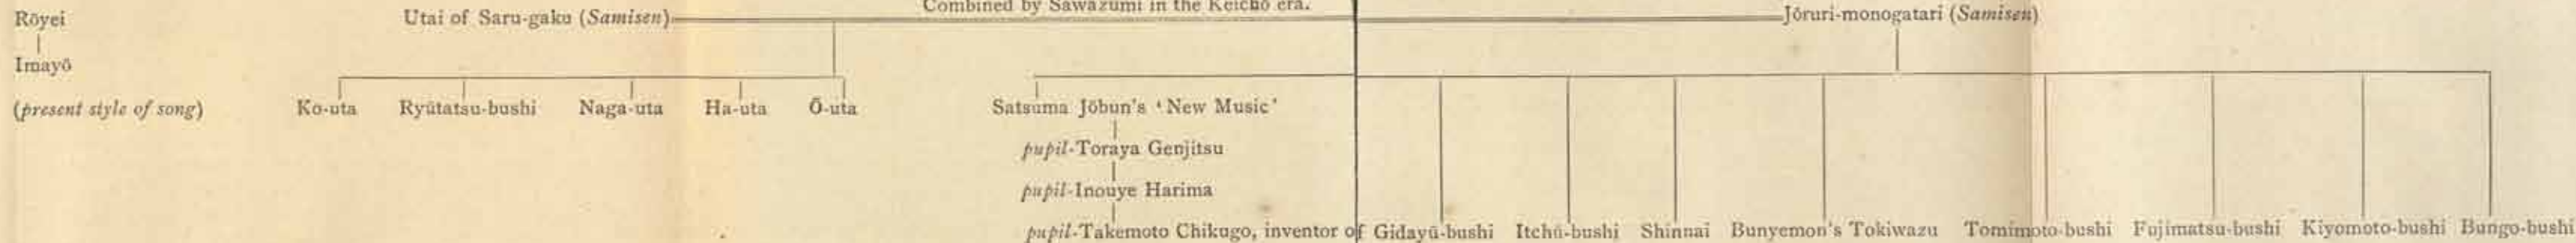 Combined by Sawazumi in the Keichō era.
Rōyei Utai of Saru-gaku (Samisen) Jōruri-monogatari (Samisen)
Imayō
(present style of song) Ko-uta Ryūtatsu-bushi Naga-uta Ha-uta Ō-uta Satsuma Jōbun's ‘New Music’
pupil-Toraya Genjitsu
pupil-Inouye Harima
pupil-Takemoto Chikugo, inventor of Gidayū-bushi Itchū-bushi Shinnai Bunyemon's Tokiwazu Tomimoto-bushi Fujimatsu-bushi Kiyomoto-bushi Bungo-bushi